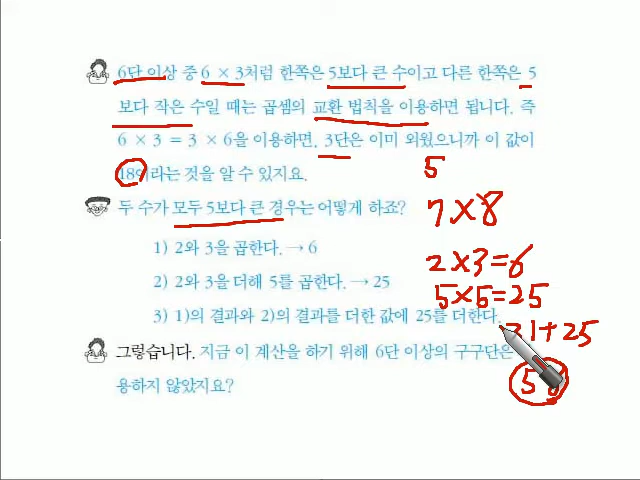 6단 이상 중 6 × 3처럼 한쪽은 5보다 큰 수이고 다른 한쪽은 5
보다 작은 수일 때는 곱셈의 교환 법칙을 이용하면 됩니다. 즉
6 × 3 = 3 × 6을 이용하면, 3단은 이미 외웠으니까 이 값이
18이라는 것을 알 수 있지요.
5
두 수가 모두 5보다 큰 경우는 어떻게 하죠?
7×8
1) 2와 3을 곱한다. → 6
2×3=6
2) 2와 3을 더해 5를 곱한다. → 25
5×5=25
3) 1)의 결과와 2)의 결과를 더한 값에 25를 더한다.
31+25
그렇습니다. 지금 이 계산을 하기 위해 6단 이상의 구구단은
56
용하지 않았지요?